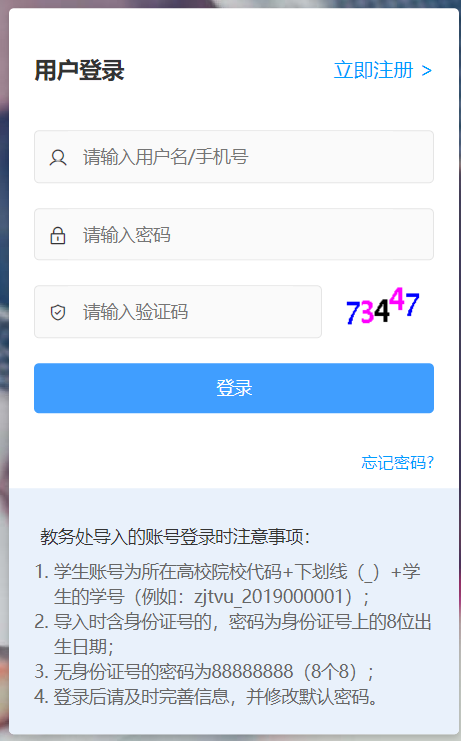 用户登录
立即注册 >
请输入用户名/手机号
请输入密码
请输入验证码
73447
登录
忘记密码?
教务处导入的账号登录时注意事项：
1. 学生账号为所在高校院校代码+下划线（_）+学
生的学号（例如：zjtvu_2019000001）;
2. 导入时含身份证号的，密码为身份证号上的8位出
生日期；
3. 无身份证号的密码为88888888（8个8）;
4. 登录后请及时完善信息，并修改默认密码。